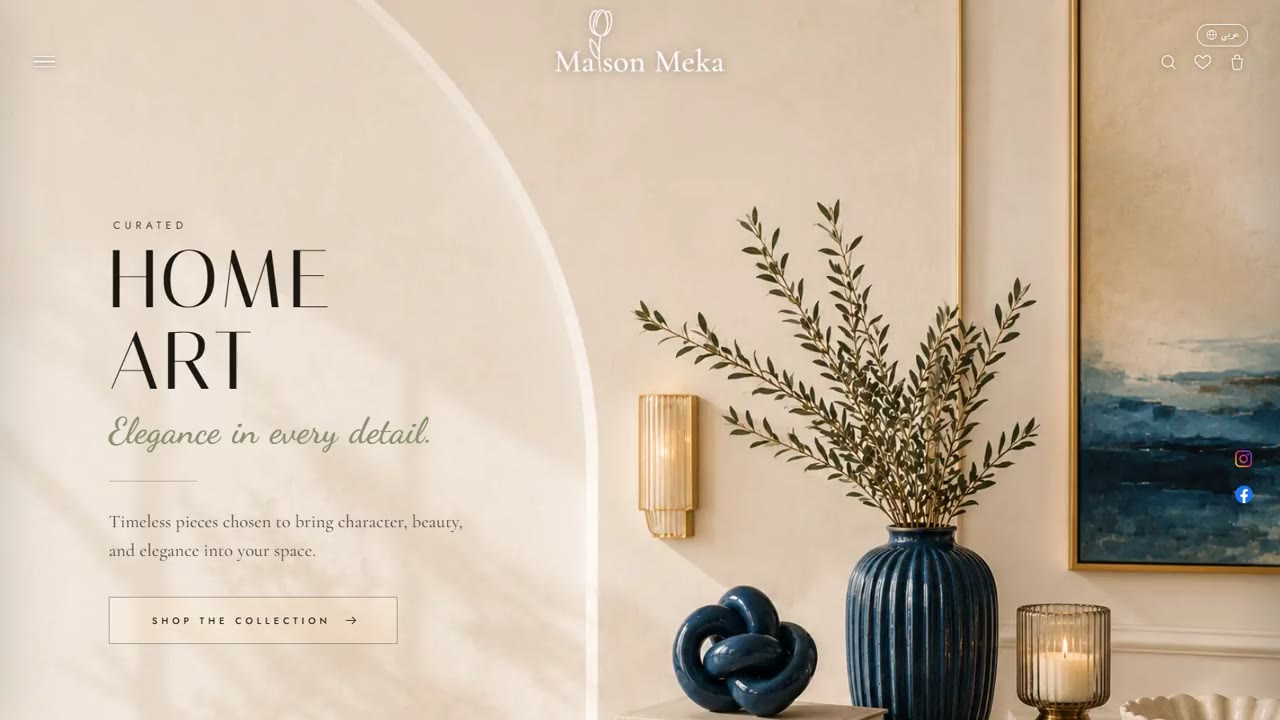 Maison Meka
عربي
CURATED
HOME
ART
Elegance in every detail.
Timeless pieces chosen to bring character, beauty,
and elegance into your space.
SHOP THE COLLECTION